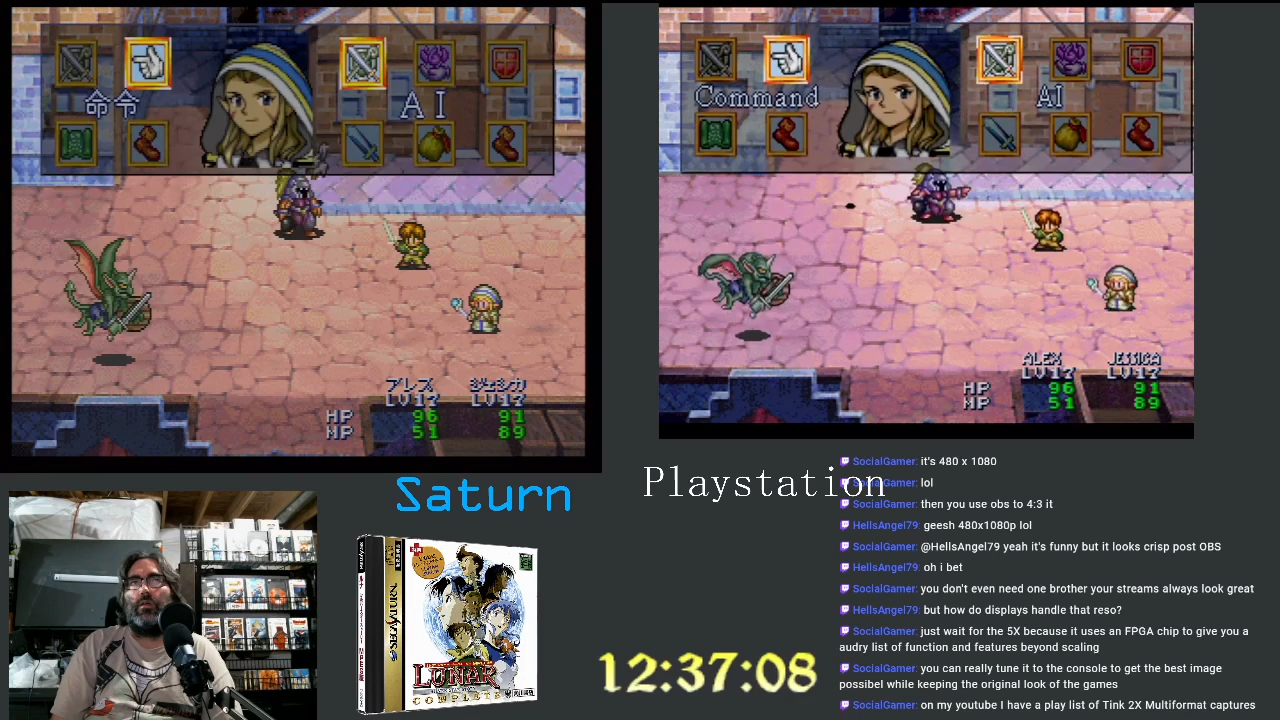 命令
AI
Command
AI
アレス ジェシカ
LV17 LV17
HP 96 91
MP 51 89
ALEX JESSICA
LV17 LV17
HP 96 91
MP 51 89
Saturn
Playstation
SEGA SATURN
LUNAR
COMPLETE
12:37:08
SocialGamer: it's 480 x 1080
SocialGamer: lol
SocialGamer: then you use obs to 4:3 it
HellsAngel79: geesh 480x1080p lol
SocialGamer: @HellsAngel79 yeah it's funny but it looks crisp post OBS
HellsAngel79: oh i bet
SocialGamer: you don't even need one brother your streams always look great
HellsAngel79: but how do displays handle that reso?
SocialGamer: just wait for the 5X because it uses an FPGA chip to give you a
audry list of function and features beyond scaling
SocialGamer: you can really tune it to the console to get the best image
possibel while keeping the original look of the games
SocialGamer: on my youtube I have a play list of Tink 2X Multiformat captures